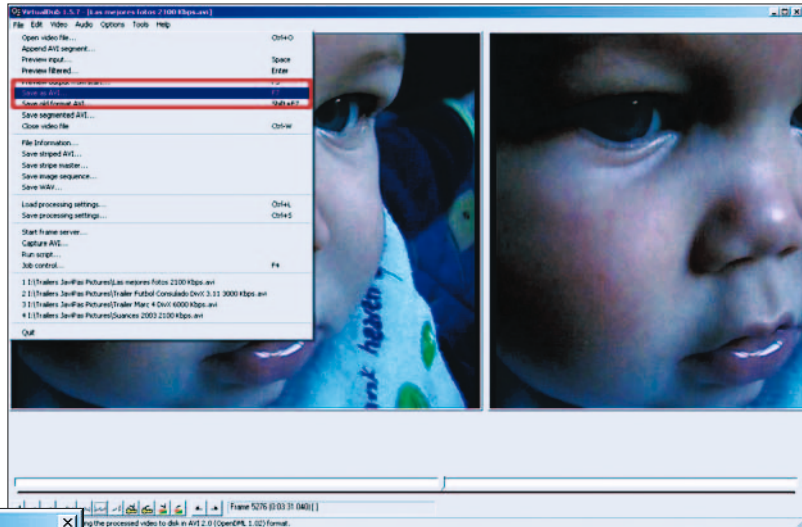 VirtualDub 1.5.7 - [Las mejores fotos 2100 Kbps.avi]
File Edit Video Audio Options Tools Help
Open video file... Ctrl+O
Append AVI segment...
Preview input... Space
Preview filtered... Enter
Preview output from start... F5
Save as AVI... F7
Save old format AVI... Shift+F7
Save segmented AVI...
Close video file Ctrl-W
File Information...
Save striped AVI...
Save stripe master...
Save image sequence...
Save WAV...
Load processing settings... Ctrl+L
Save processing settings... Ctrl+S
Start frame server...
Capture AVI...
Run script...
Job control... F4
1 I:\Trailers JaviPas Pictures\Las mejores fotos 2100 Kbps.avi
2 I:\Trailers JaviPas Pictures\Trailer Futbol Consulado DivX 3.11 3000 Kbps.avi
3 I:\Trailers JaviPas Pictures\Trailer Marc 4 DivX 6000 Kbps.avi
4 I:\Trailers JaviPas Pictures\Suances 2003 2100 Kbps.avi
Quit
Frame 5276 (0:03:31.040) [ ]
ng the processed video to disk in AVI 2.0 (OpenDML 1.02) format.